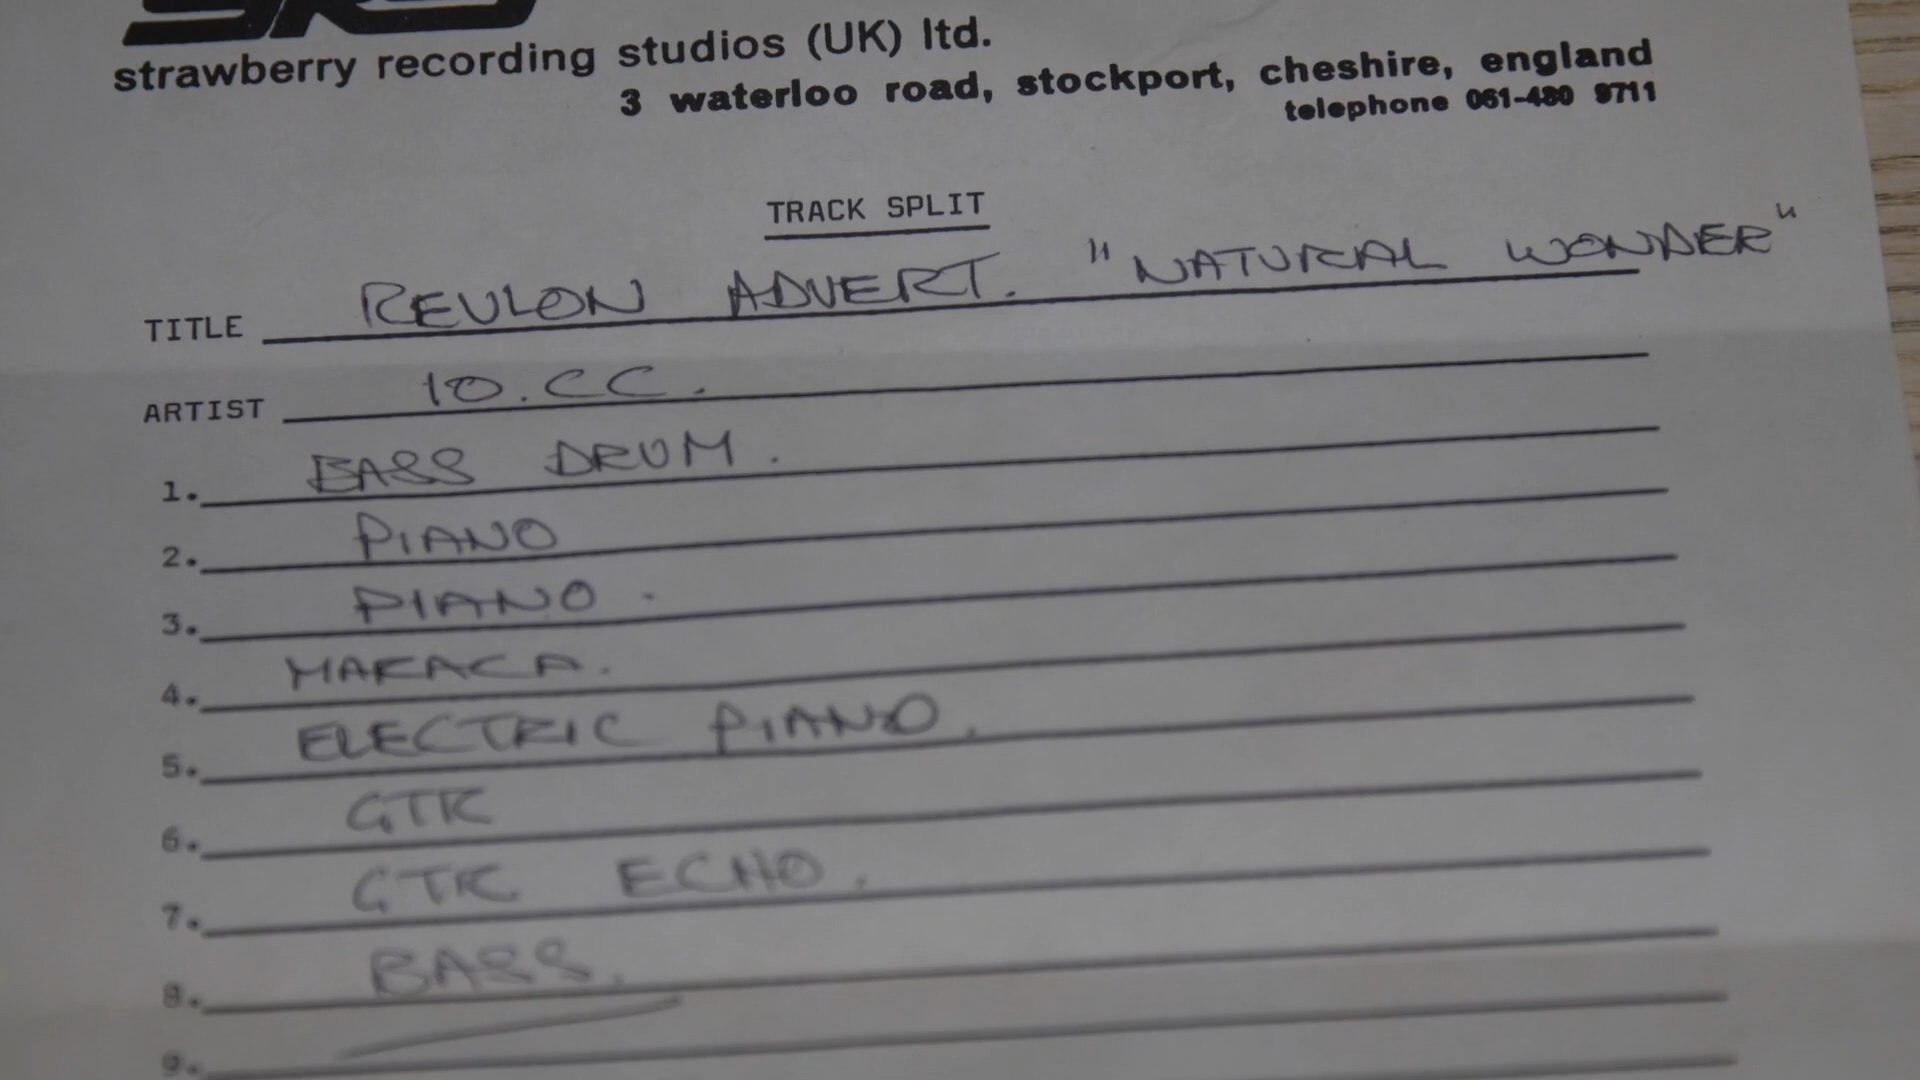 SRS
strawberry recording studios (UK) ltd.
3 waterloo road, stockport, cheshire, england
telephone 061-480 9711
TRACK SPLIT
TITLE REVLON ADVERT. "NATURAL WONDER"
ARTIST 10.CC.
1. BASS DRUM.
2. PIANO
3. PIANO.
4. MARACA.
5. ELECTRIC PIANO.
6. GTR
7. GTR ECHO.
8. BASS.
9.